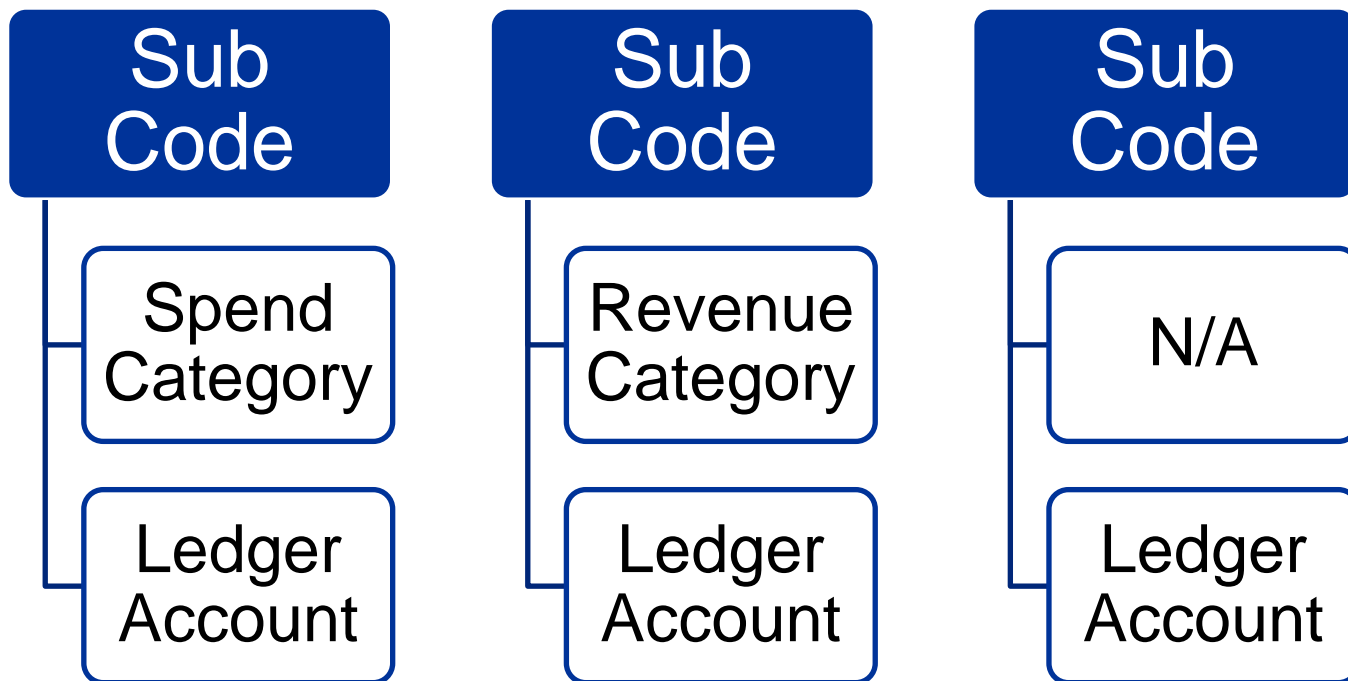 Sub
Code
Spend
Category
Ledger
Account
Sub
Code
Revenue
Category
Ledger
Account
Sub
Code
N/A
Ledger
Account